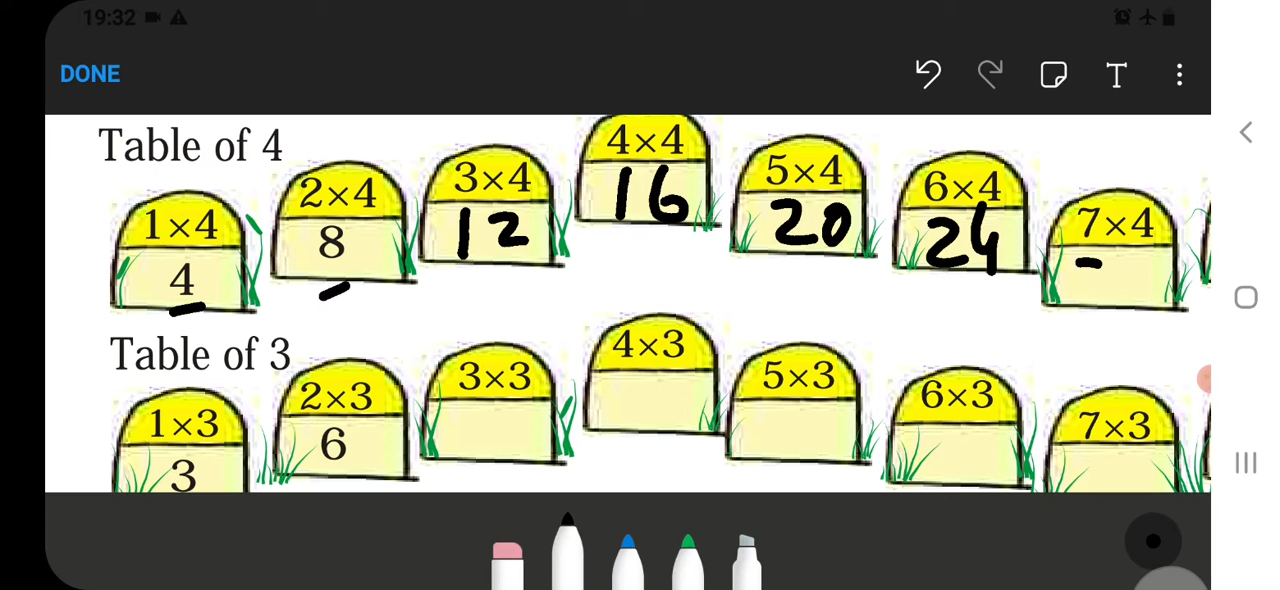 19:32
DONE
T
Table of 4
1×4 2×4 3×4 4×4 5×4 6×4 7×4
4 8 12 16 20 24
Table of 3
1×3 2×3 3×3 4×3 5×3 6×3 7×3
3 6